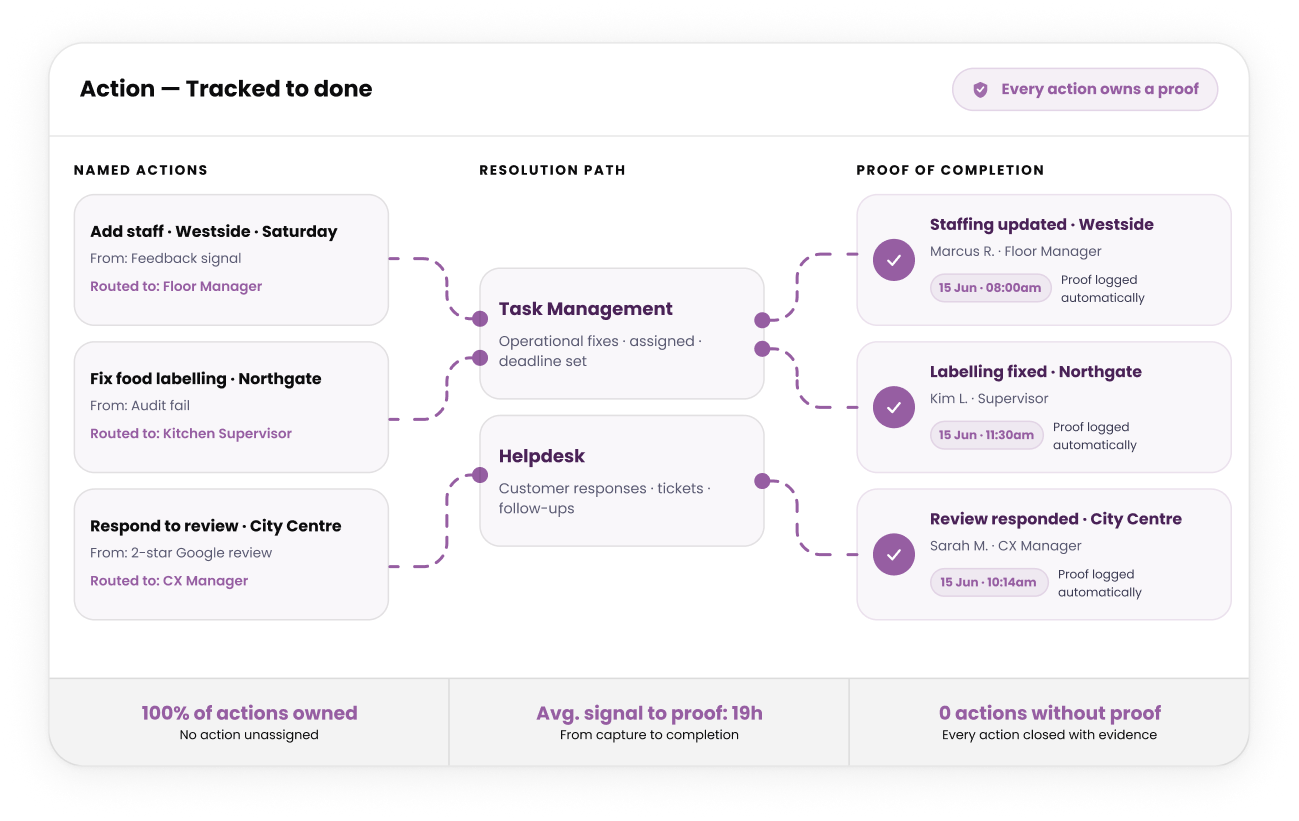 Action — Tracked to done
Every action owns a proof
NAMED ACTIONS
Add staff · Westside · Saturday
From: Feedback signal
Routed to: Floor Manager
Fix food labelling · Northgate
From: Audit fail
Routed to: Kitchen Supervisor
Respond to review · City Centre
From: 2-star Google review
Routed to: CX Manager
RESOLUTION PATH
Task Management
Operational fixes · assigned ·
deadline set
Helpdesk
Customer responses · tickets ·
follow-ups
PROOF OF COMPLETION
Staffing updated · Westside
Marcus R. · Floor Manager
15 Jun · 08:00am
Proof logged
automatically
Labelling fixed · Northgate
Kim L. · Supervisor
15 Jun · 11:30am
Proof logged
automatically
Review responded · City Centre
Sarah M. · CX Manager
15 Jun · 10:14am
Proof logged
automatically
100% of actions owned
No action unassigned
Avg. signal to proof: 19h
From capture to completion
0 actions without proof
Every action closed with evidence